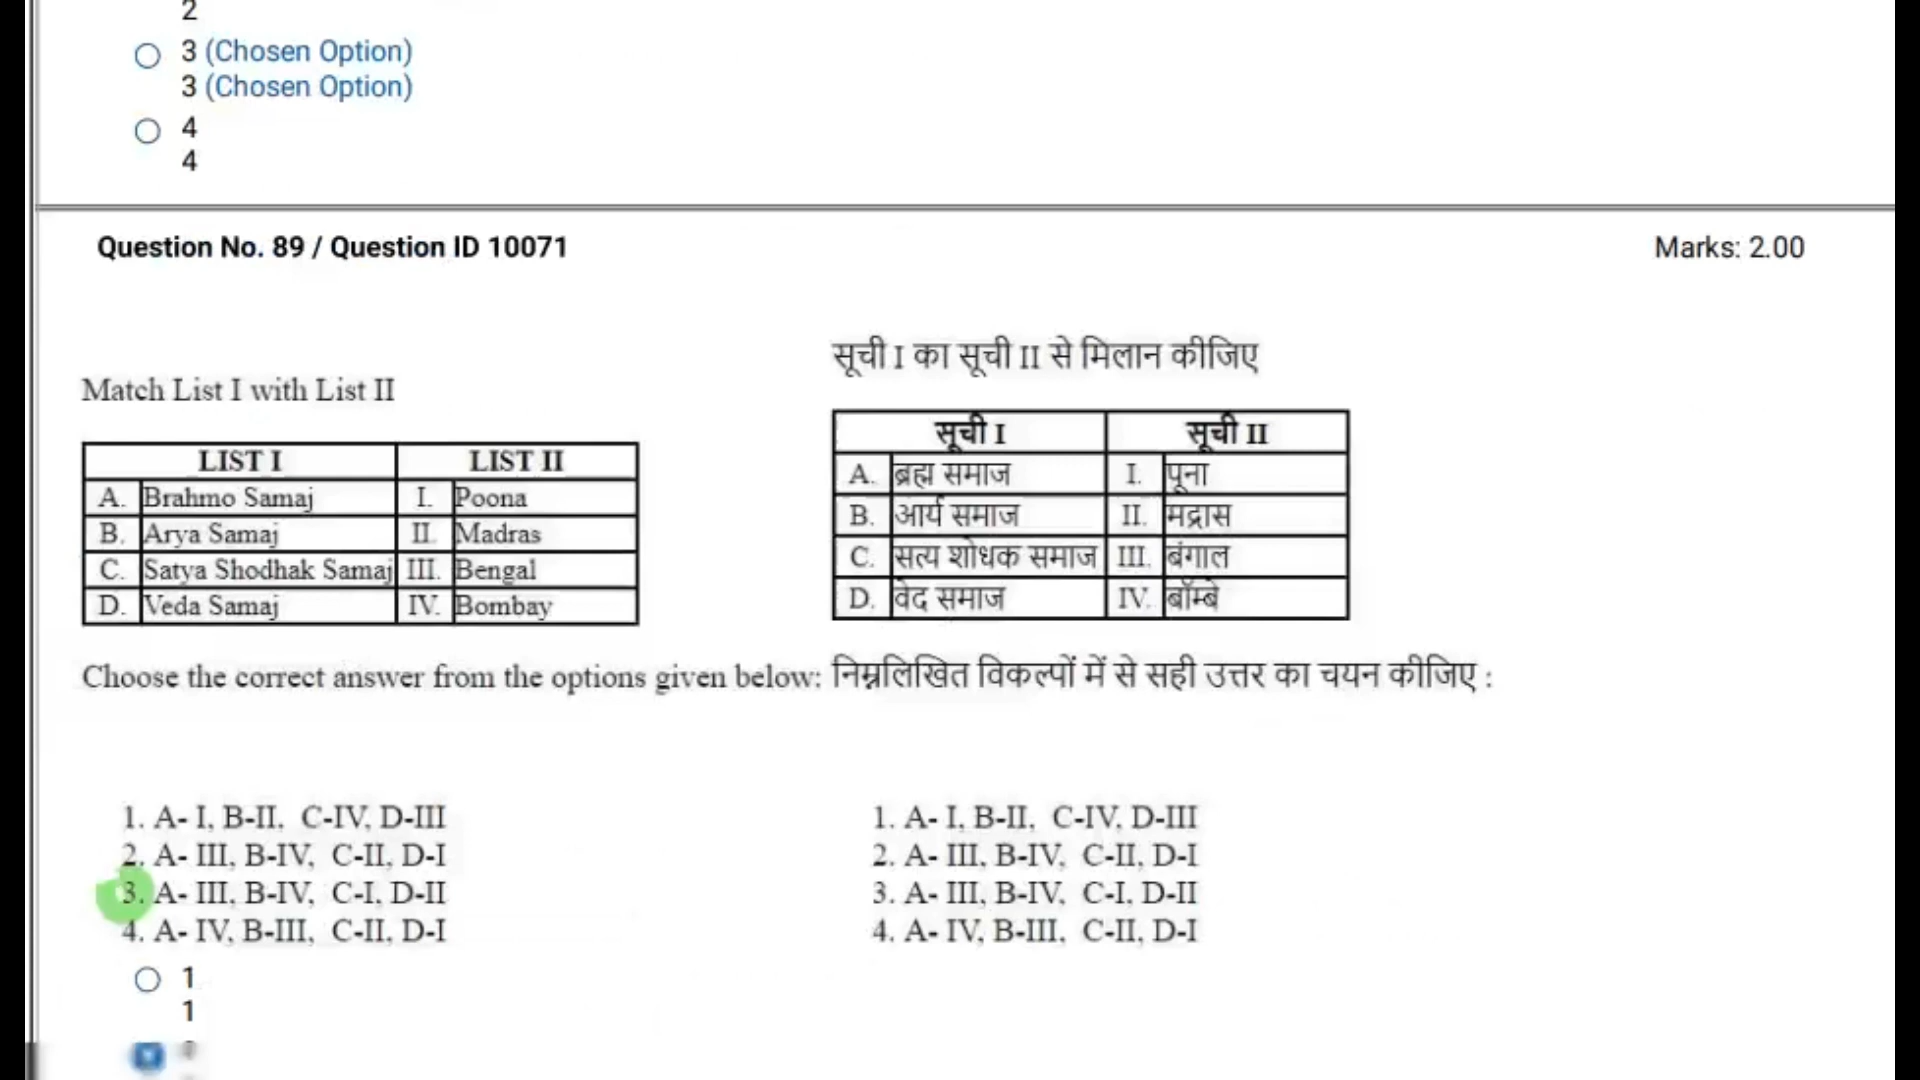 2
3 (Chosen Option)
3 (Chosen Option)
4
4
Question No. 89 / Question ID 10071
Marks: 2.00
Match List I with List II
LIST I LIST II
A. Brahmo Samaj I. Poona
B. Arya Samaj II. Madras
C. Satya Shodhak Samaj III. Bengal
D. Veda Samaj IV. Bombay
Choose the correct answer from the options given below:
1. A- I, B-II, C-IV, D-III
2. A- III, B-IV, C-II, D-I
3. A- III, B-IV, C-I, D-II
4. A- IV, B-III, C-II, D-I
सूची I का सूची II से मिलान कीजिए
सूची I सूची II
A. ब्रह्म समाज I. पूना
B. आर्य समाज II. मद्रास
C. सत्य शोधक समाज III. बंगाल
D. वेद समाज IV. बॉम्बे
निम्नलिखित विकल्पों में से सही उत्तर का चयन कीजिए :
1. A- I, B-II, C-IV, D-III
2. A- III, B-IV, C-II, D-I
3. A- III, B-IV, C-I, D-II
4. A- IV, B-III, C-II, D-I
1
1